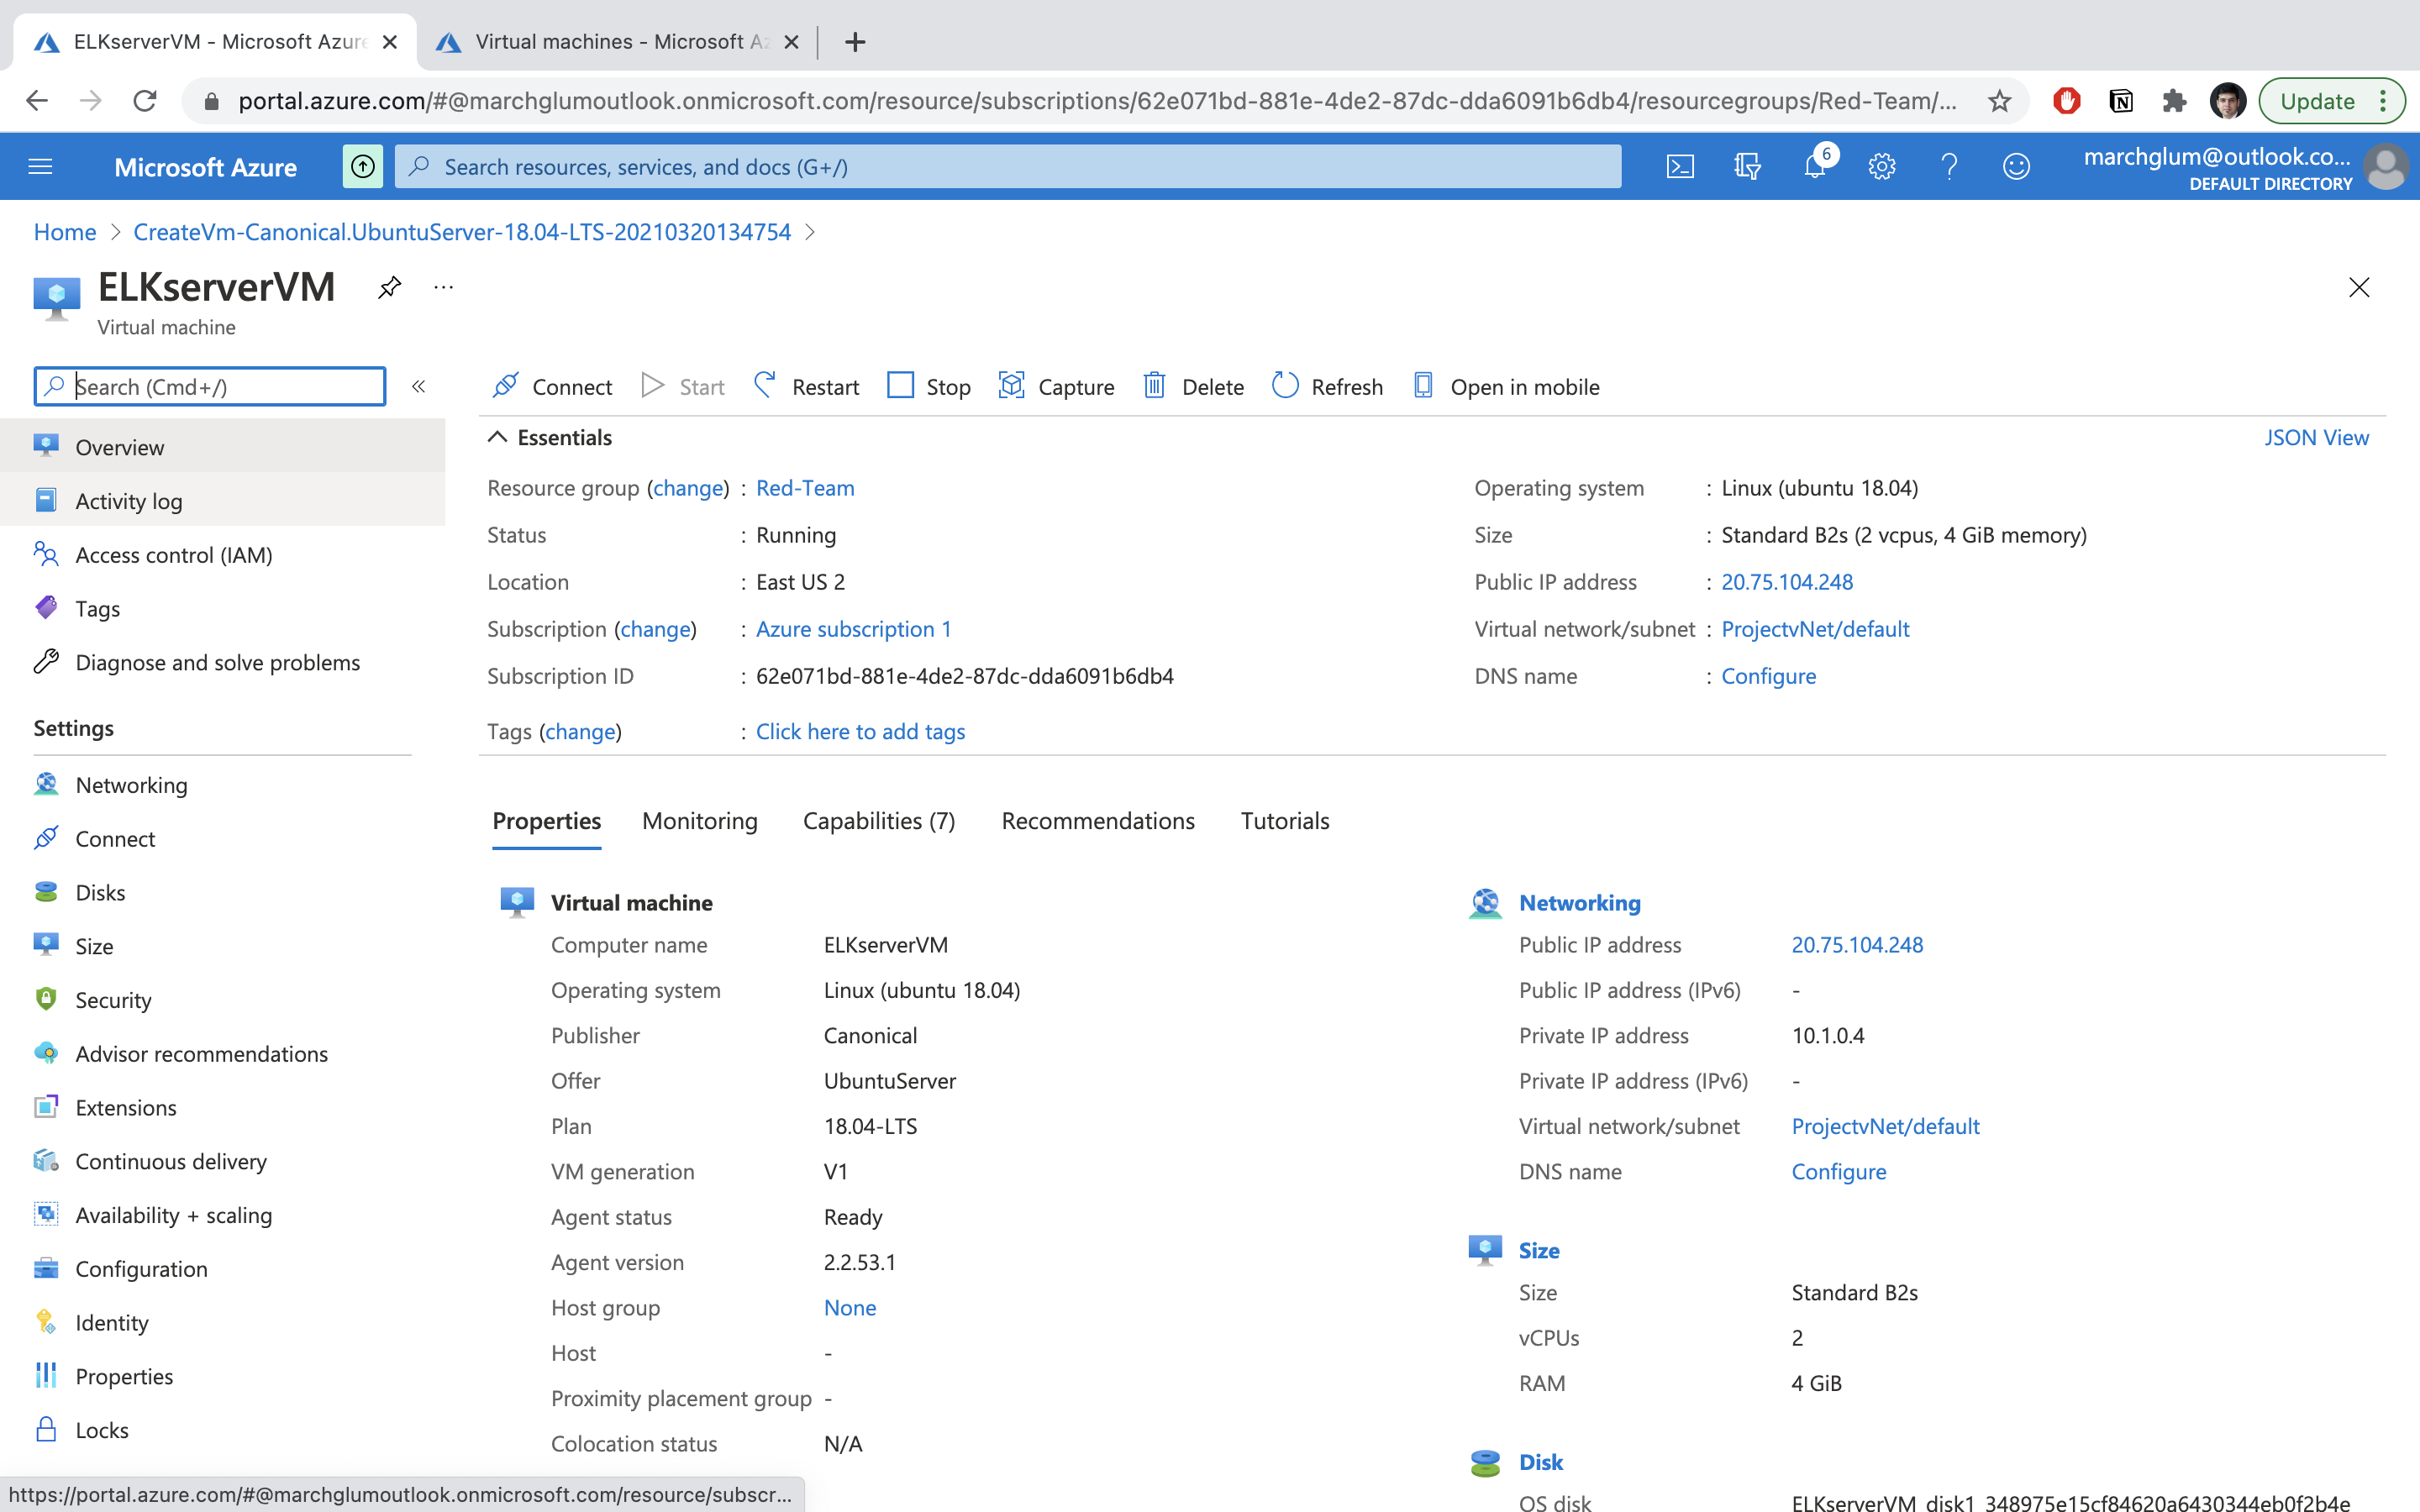 ELKserverVM - Microsoft Azure
Virtual machines - Microsoft Az
portal.azure.com/#@marchglumoutlook.onmicrosoft.com/resource/subscriptions/62e071bd-881e-4de2-87dc-dda6091b6db4/resourcegroups/Red-Team/...
Update
Microsoft Azure
Search resources, services, and docs (G+/)
6
marchglum@outlook.co...
DEFAULT DIRECTORY
Home > CreateVm-Canonical.UbuntuServer-18.04-LTS-20210320134754 >
ELKserverVM
Virtual machine
Search (Cmd+/)
Overview
Activity log
Access control (IAM)
Tags
Diagnose and solve problems
Settings
Networking
Connect
Disks
Size
Security
Advisor recommendations
Extensions
Continuous delivery
Availability + scaling
Configuration
Identity
Properties
Locks
Connect Start Restart Stop Capture Delete Refresh Open in mobile
Essentials
JSON View
Resource group (change) : Red-Team
Status : Running
Location : East US 2
Subscription (change) : Azure subscription 1
Subscription ID : 62e071bd-881e-4de2-87dc-dda6091b6db4
Tags (change) : Click here to add tags
Operating system : Linux (ubuntu 18.04)
Size : Standard B2s (2 vcpus, 4 GiB memory)
Public IP address : 20.75.104.248
Virtual network/subnet : ProjectvNet/default
DNS name : Configure
Properties Monitoring Capabilities (7) Recommendations Tutorials
Virtual machine
Computer name ELKserverVM
Operating system Linux (ubuntu 18.04)
Publisher Canonical
Offer UbuntuServer
Plan 18.04-LTS
VM generation V1
Agent status Ready
Agent version 2.2.53.1
Host group None
Host -
Proximity placement group -
Colocation status N/A
Networking
Public IP address 20.75.104.248
Public IP address (IPv6) -
Private IP address 10.1.0.4
Private IP address (IPv6) -
Virtual network/subnet ProjectvNet/default
DNS name Configure
Size
Size Standard B2s
vCPUs 2
RAM 4 GiB
Disk
OS disk ELKserverVM_disk1_348975e15cf84620a6430344eb0f2b4e
https://portal.azure.com/#@marchglumoutlook.onmicrosoft.com/resource/subscr...